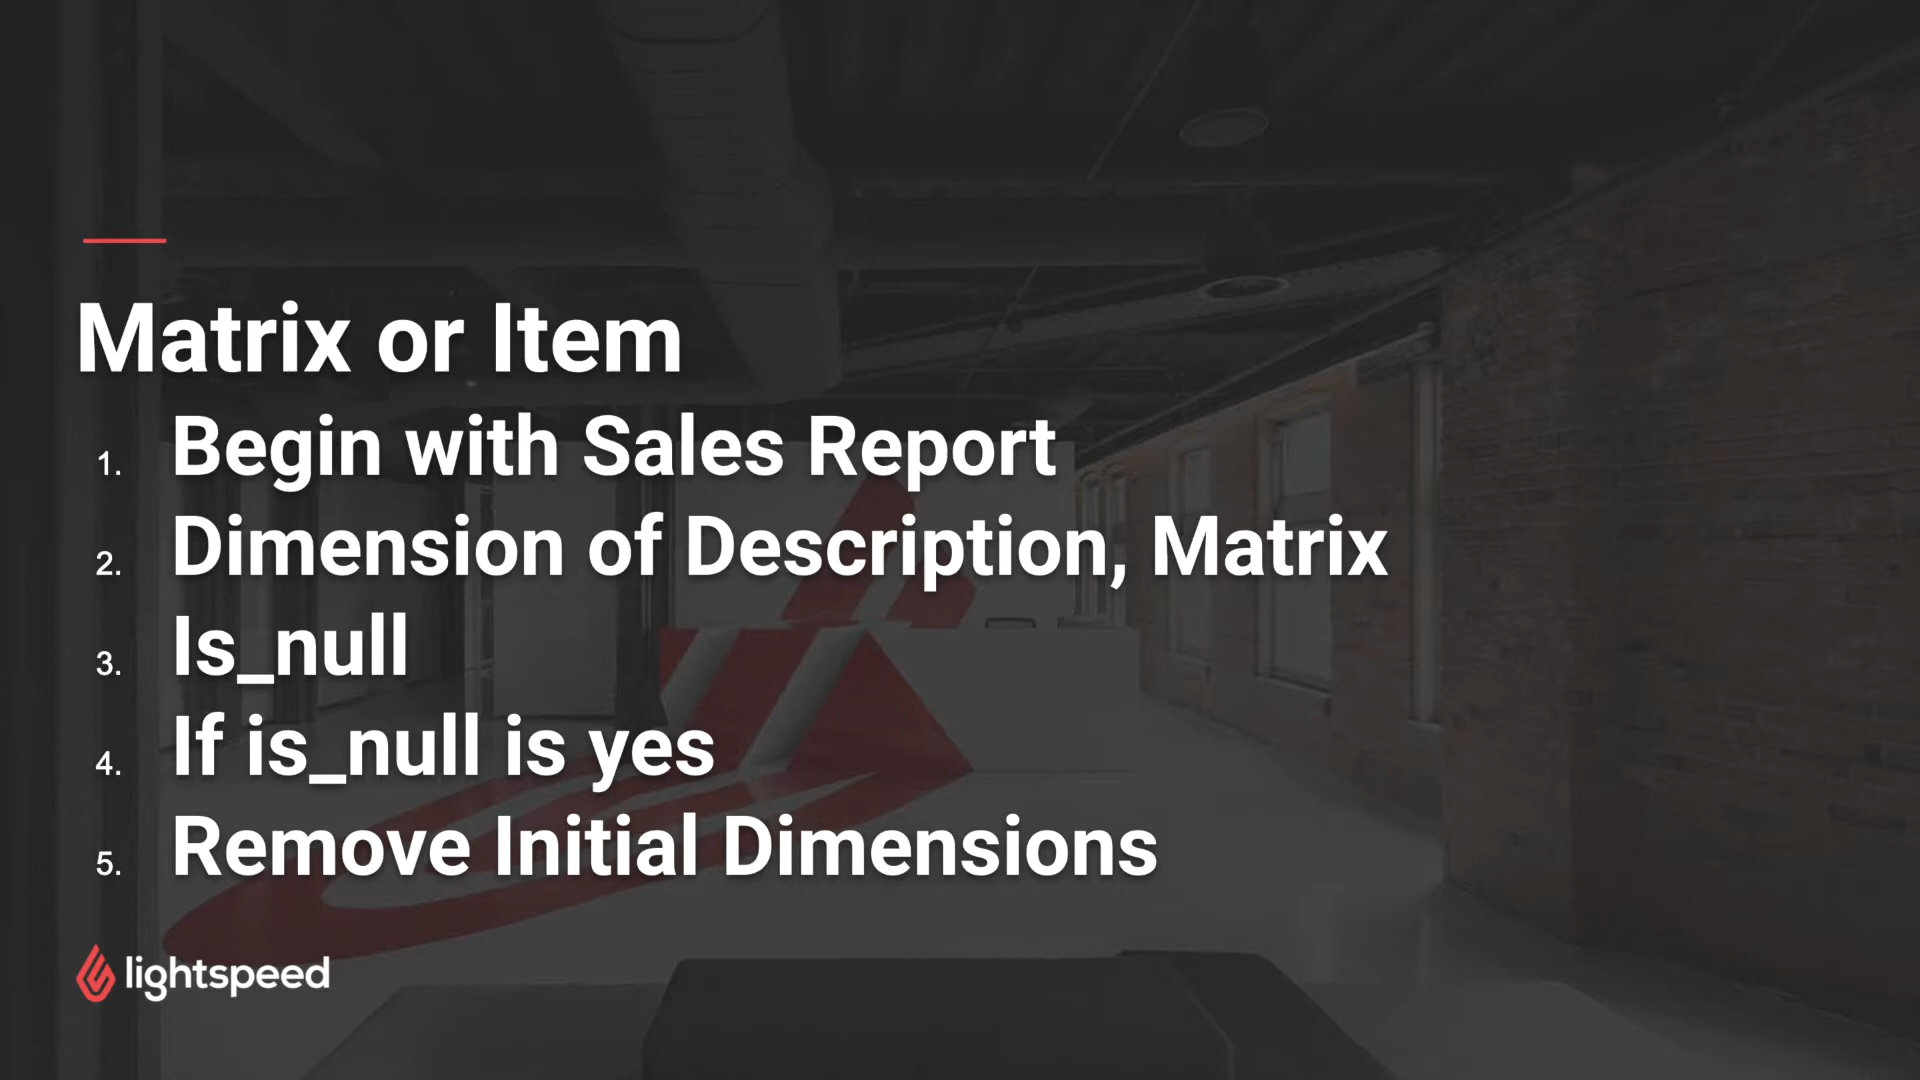 Matrix or Item
1. Begin with Sales Report
2. Dimension of Description, Matrix
3. Is_null
4. If is_null is yes
5. Remove Initial Dimensions
lightspeed